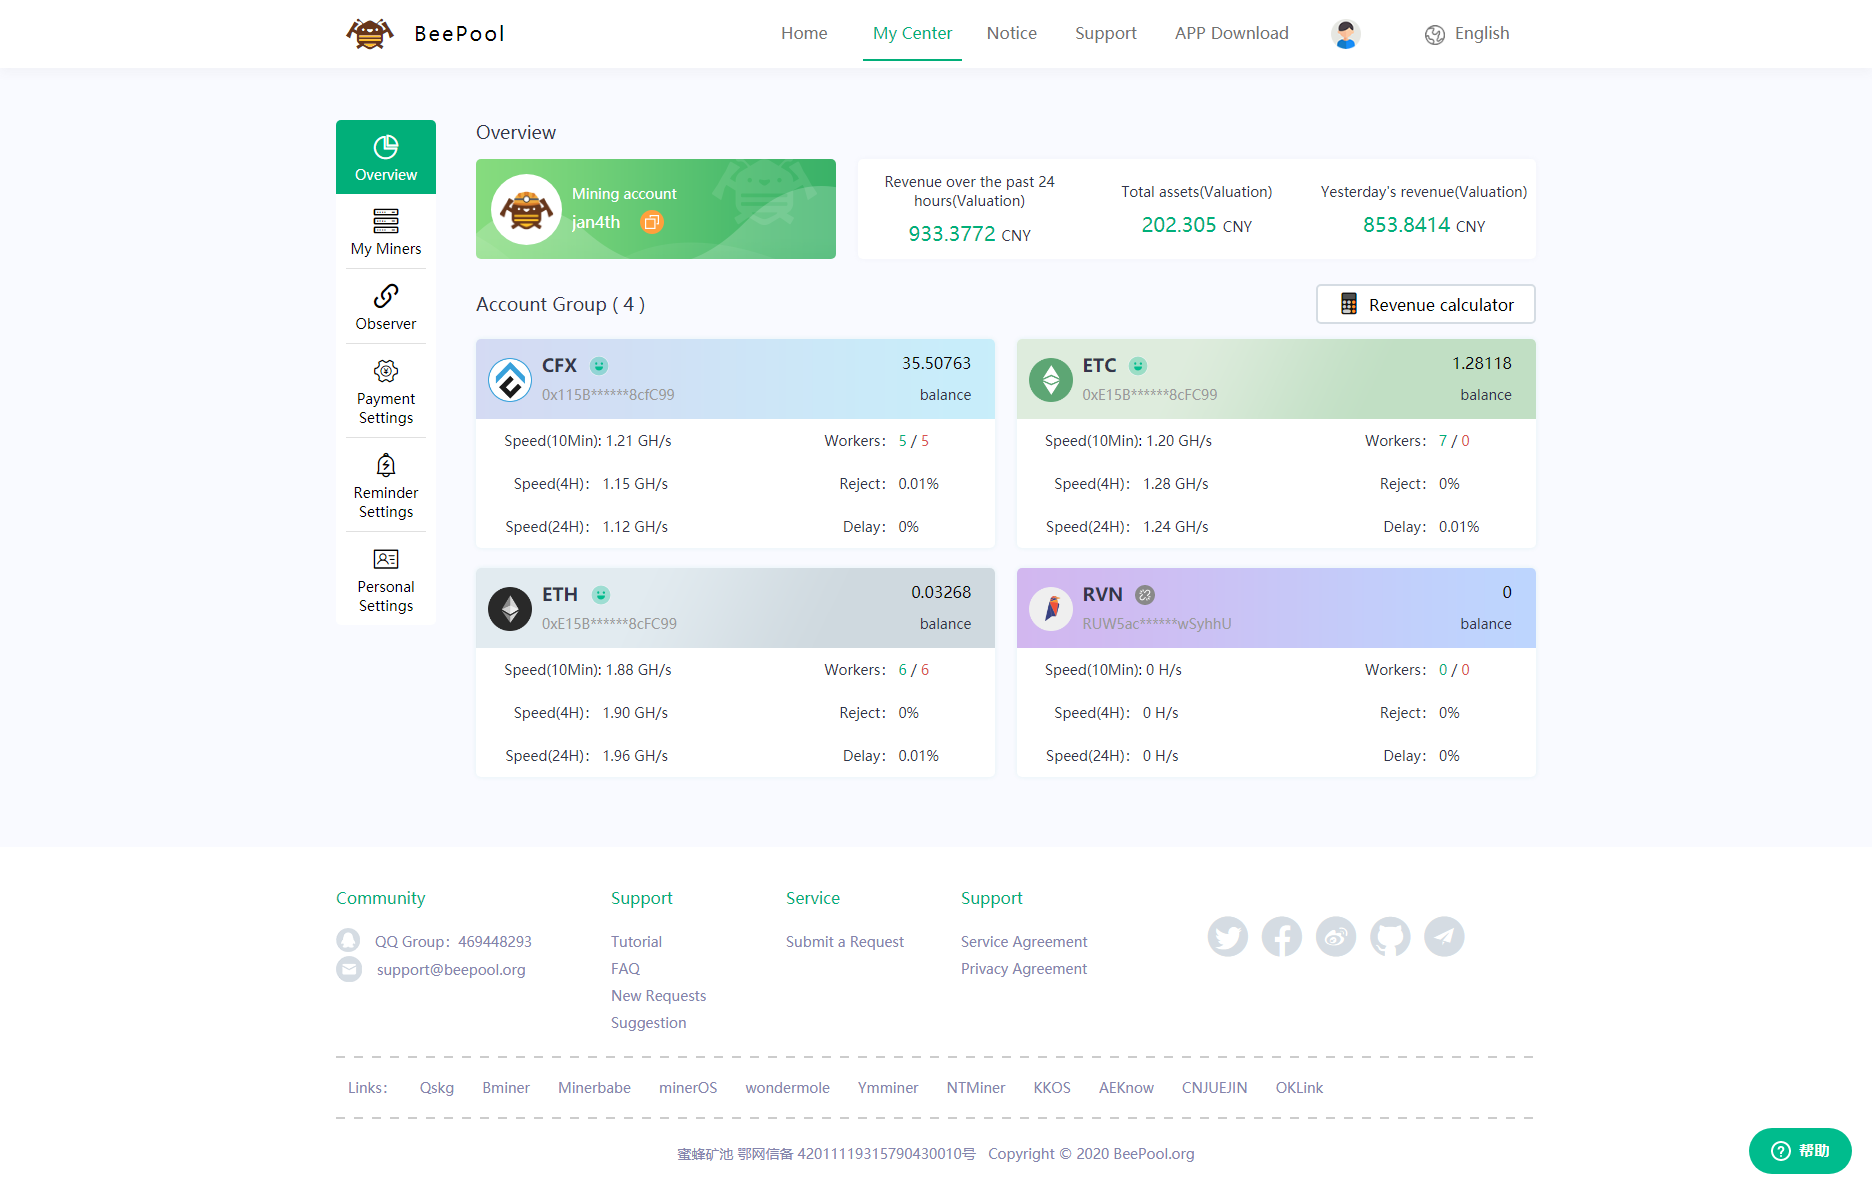 BeePool
Home
My Center
Notice
Support
APP Download
English
Overview
My Miners
Observer
Payment
Settings
Reminder
Settings
Personal
Settings
Overview
Mining account
jan4th
Revenue over the past 24
hours(Valuation)
933.3772 CNY
Total assets(Valuation)
202.305 CNY
Yesterday's revenue(Valuation)
853.8414 CNY
Account Group ( 4 )
Revenue calculator
CFX
35.50763
0x115B******8cfC99
balance
Speed(10Min): 1.21 GH/s
Workers: 5 / 5
Speed(4H): 1.15 GH/s
Reject: 0.01%
Speed(24H): 1.12 GH/s
Delay: 0%
ETC
1.28118
0xE15B******8cFC99
balance
Speed(10Min): 1.20 GH/s
Workers: 7 / 0
Speed(4H): 1.28 GH/s
Reject: 0%
Speed(24H): 1.24 GH/s
Delay: 0.01%
ETH
0.03268
0xE15B******8cFC99
balance
Speed(10Min): 1.88 GH/s
Workers: 6 / 6
Speed(4H): 1.90 GH/s
Reject: 0%
Speed(24H): 1.96 GH/s
Delay: 0.01%
RVN
0
RUW5ac******wSyhhU
balance
Speed(10Min): 0 H/s
Workers: 0 / 0
Speed(4H): 0 H/s
Reject: 0%
Speed(24H): 0 H/s
Delay: 0%
Community
QQ Group：469448293
support@beepool.org
Support
Tutorial
FAQ
New Requests
Suggestion
Service
Submit a Request
Support
Service Agreement
Privacy Agreement
Links: Qskg Bminer Minerbabe minerOS wondermole Ymminer NTMiner KKOS AEKnow CNJUEJIN OKLink
蜜蜂矿池 鄂网信备 42011119315790430010号 Copyright © 2020 BeePool.org
帮助